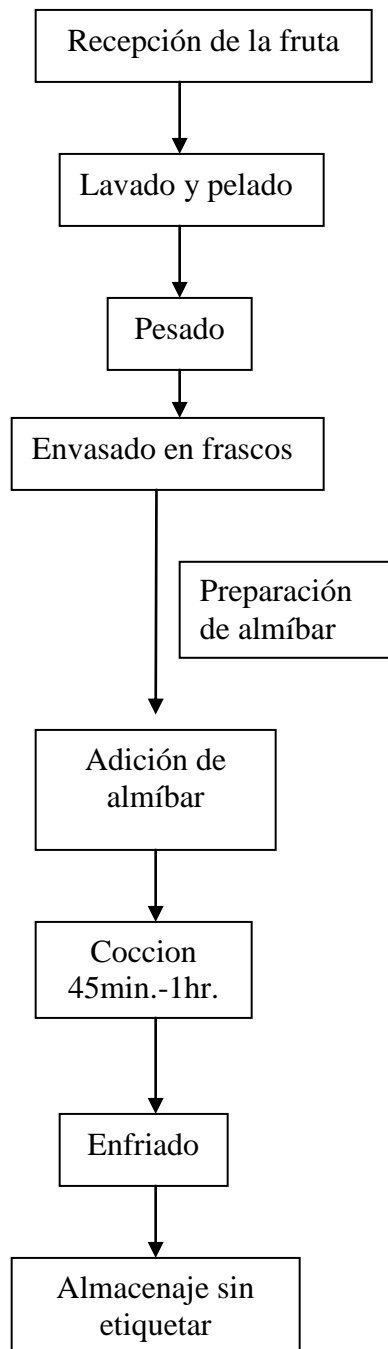 Recepción de la fruta
Lavado y pelado
Pesado
Envasado en frascos
Preparación
de almíbar
Adición de
almíbar
Coccion
45min.-1hr.
Enfriado
Almacenaje sin
etiquetar